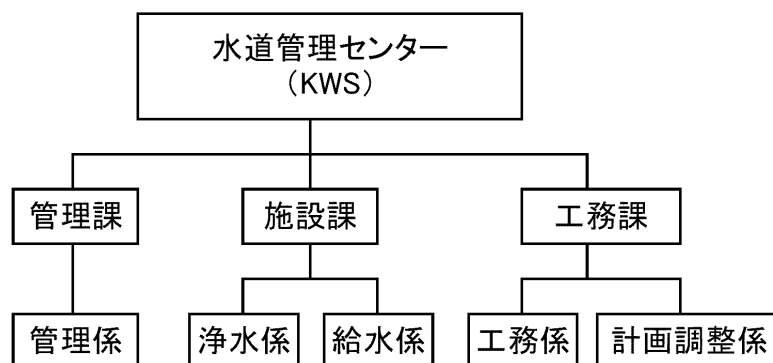 水道管理センター
（KWS）
管理課
施設課
工務課
管理係
浄水係
給水係
工務係
計画調整係